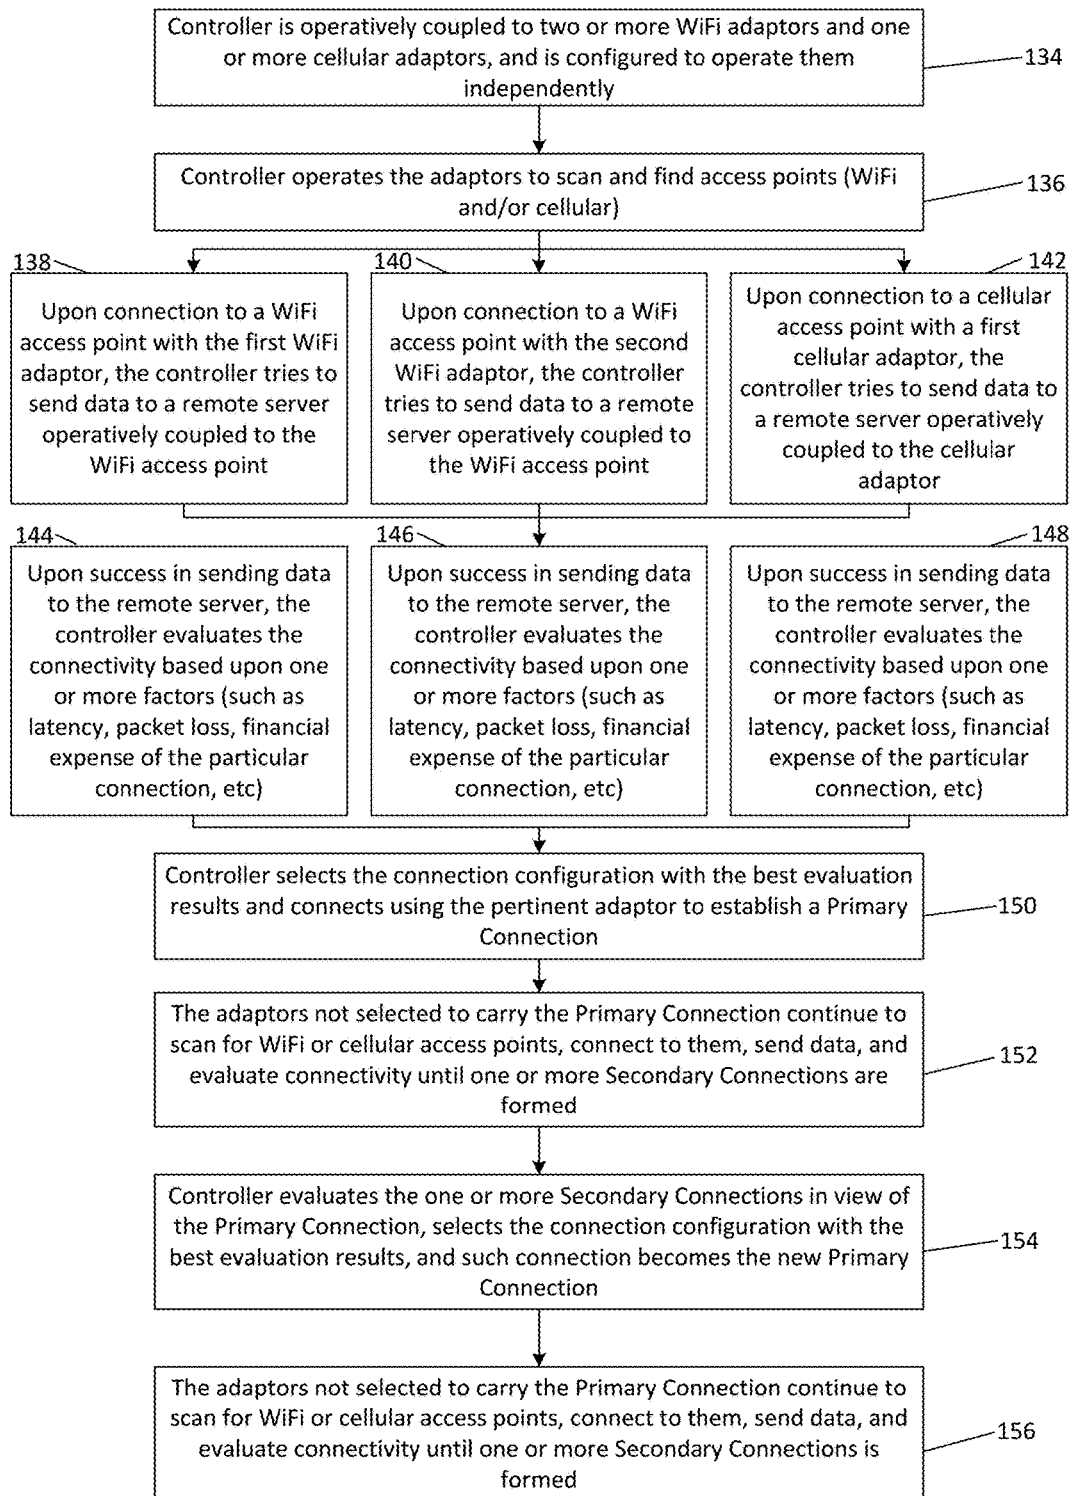 Controller is operatively coupled to two or more WiFi adaptors and one
or more cellular adaptors, and is configured to operate them
independently
134
Controller operates the adaptors to scan and find access points (WiFi
and/or cellular)
136
138
Upon connection to a WiFi
access point with the first WiFi
adaptor, the controller tries to
send data to a remote server
operatively coupled to the
WiFi access point
140
Upon connection to a WiFi
access point with the second
WiFi adaptor, the controller
tries to send data to a remote
server operatively coupled to
the WiFi access point
142
Upon connection to a cellular
access point with a first
cellular adaptor, the
controller tries to send data to
a remote server operatively
coupled to the cellular
adaptor
144
Upon success in sending data
to the remote server, the
controller evaluates the
connectivity based upon one
or more factors (such as
latency, packet loss, financial
expense of the particular
connection, etc)
146
Upon success in sending data
to the remote server, the
controller evaluates the
connectivity based upon one
or more factors (such as
latency, packet loss, financial
expense of the particular
connection, etc)
148
Upon success in sending data
to the remote server, the
controller evaluates the
connectivity based upon one
or more factors (such as
latency, packet loss, financial
expense of the particular
connection, etc)
Controller selects the connection configuration with the best evaluation
results and connects using the pertinent adaptor to establish a Primary
Connection
150
The adaptors not selected to carry the Primary Connection continue to
scan for WiFi or cellular access points, connect to them, send data, and
evaluate connectivity until one or more Secondary Connections are
formed
152
Controller evaluates the one or more Secondary Connections in view of
the Primary Connection, selects the connection configuration with the
best evaluation results, and such connection becomes the new Primary
Connection
154
The adaptors not selected to carry the Primary Connection continue to
scan for WiFi or cellular access points, connect to them, send data, and
evaluate connectivity until one or more Secondary Connections is
formed
156